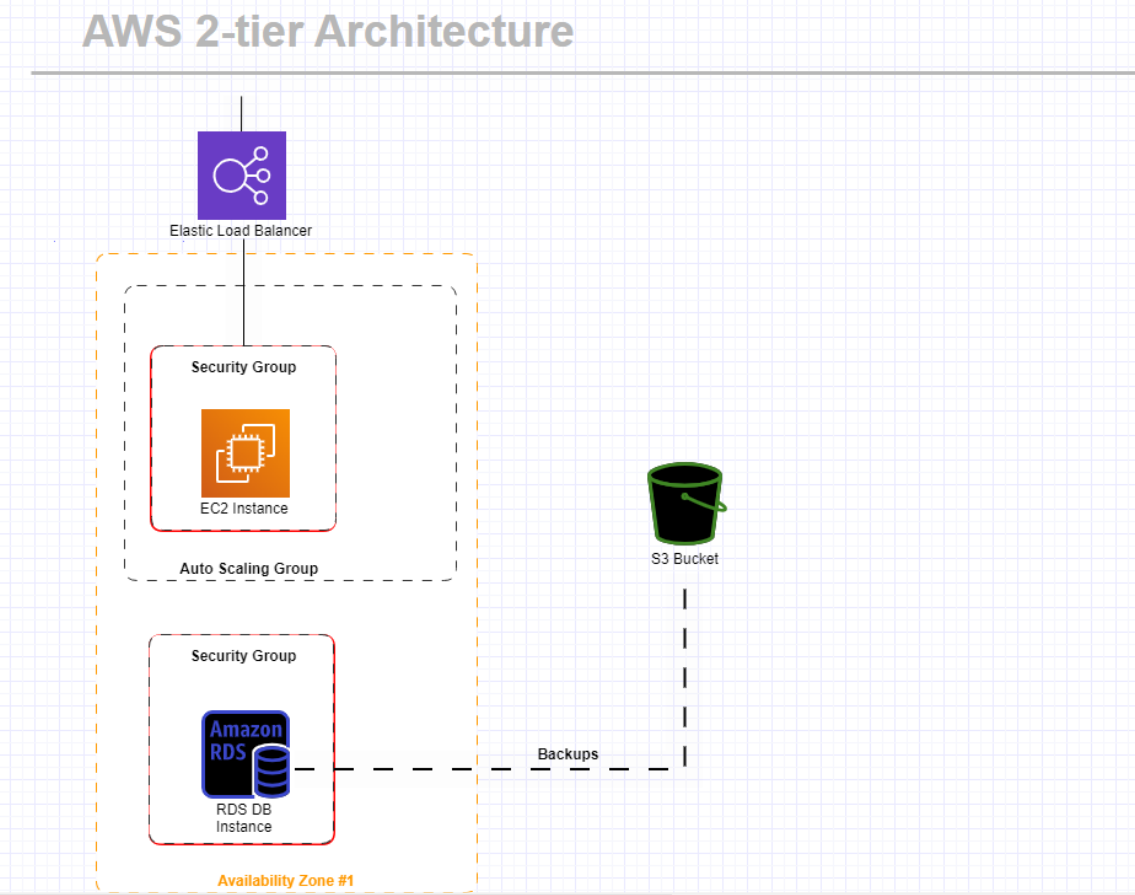 AWS 2-tier Architecture
Elastic Load Balancer
Security Group
EC2 Instance
Auto Scaling Group
S3 Bucket
Security Group
Amazon
RDS
Backups
RDS DB
Instance
Availability Zone #1